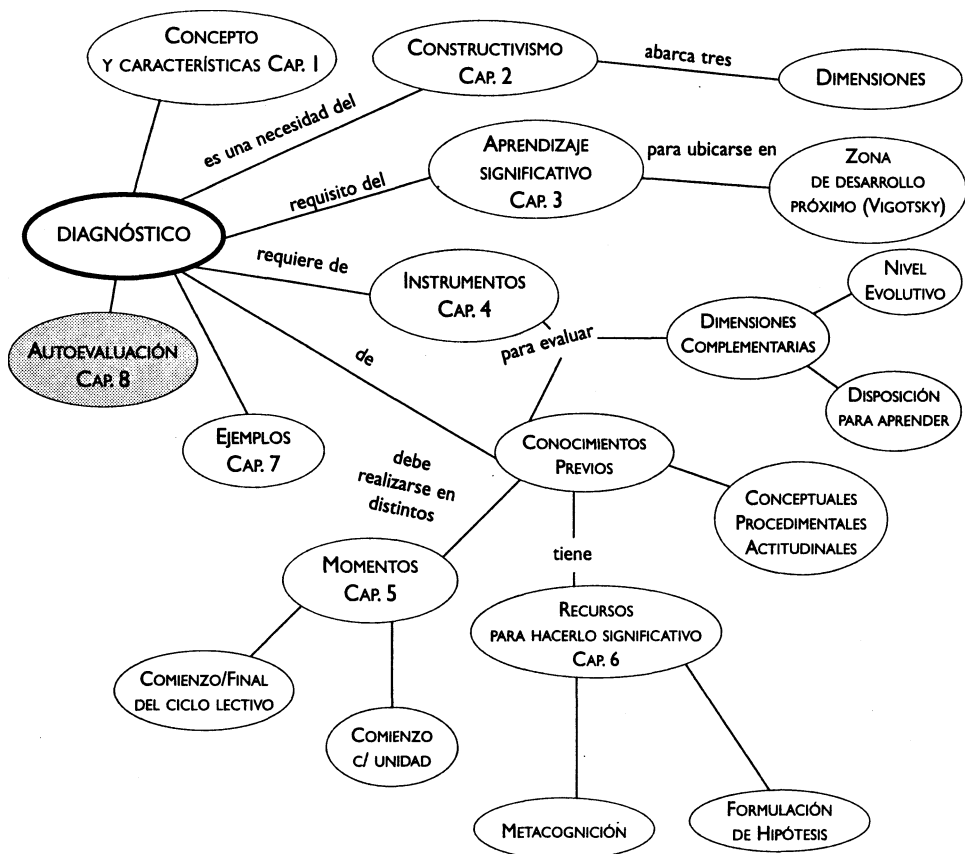 CONCEPTO
Y CARACTERÍSTICAS CAP. 1
CONSTRUCTIVISMO
CAP. 2
abarca tres
DIMENSIONES
es una necesidad del
APRENDIZAJE
SIGNIFICATIVO
CAP. 3
para ubicarse en
ZONA
DE DESARROLLO
PRÓXIMO (VIGOTSKY)
requisito del
DIAGNÓSTICO
requiere de
INSTRUMENTOS
CAP. 4
NIVEL
EVOLUTIVO
para evaluar
DIMENSIONES
COMPLEMENTARIAS
DISPOSICIÓN
PARA APRENDER
AUTOEVALUACIÓN
CAP. 8
de
EJEMPLOS
CAP. 7
CONOCIMIENTOS
PREVIOS
debe
realizarse en
distintos
CONCEPTUALES
PROCEDIMENTALES
ACTITUDINALES
tiene
MOMENTOS
CAP. 5
RECURSOS
PARA HACERLO SIGNIFICATIVO
CAP. 6
COMIENZO/FINAL
DEL CICLO LECTIVO
COMIENZO
C/ UNIDAD
METACOGNICIÓN
FORMULACIÓN
DE HIPÓTESIS